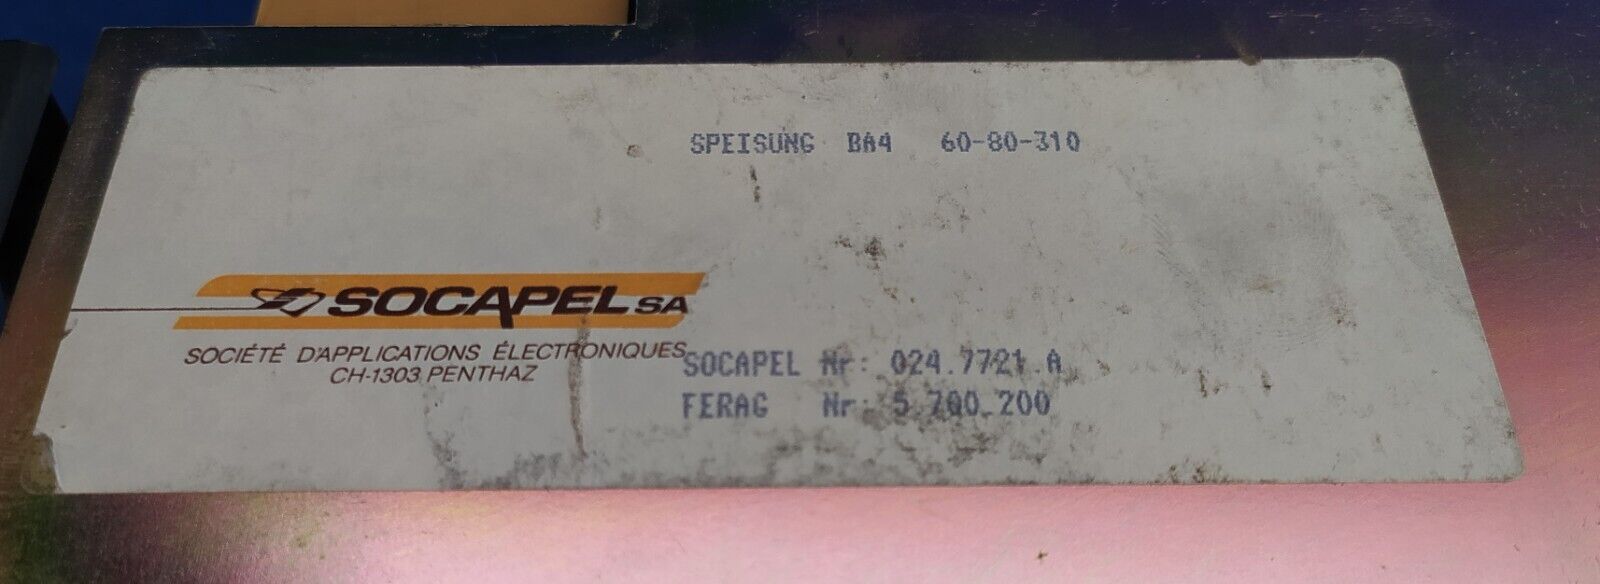 SPEISUNG BA4 60-80-310
SOCAPEL SA
SOCIÉTÉ D'APPLICATIONS ÉLECTRONIQUES
CH-1303 PENTHAZ
SOCAPEL Nr: 024.7721.A
FERAG Nr: 5.700.200